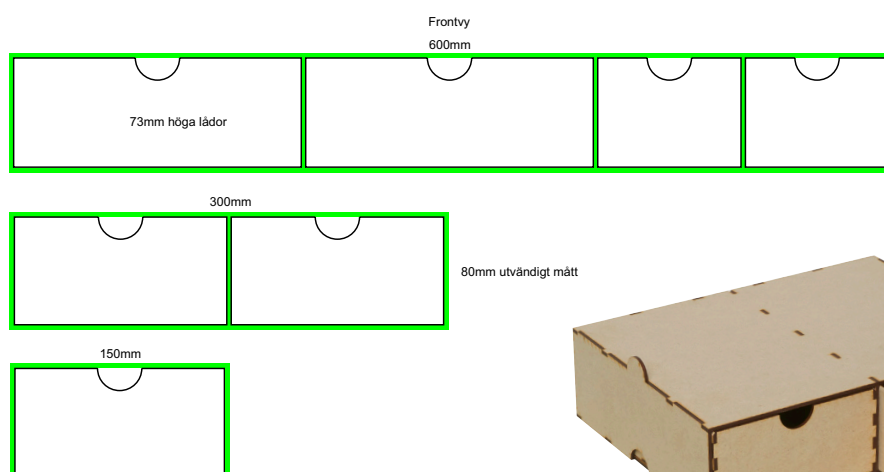 Frontvy
600mm
73mm höga lådor
300mm
80mm utvändigt mått
150mm